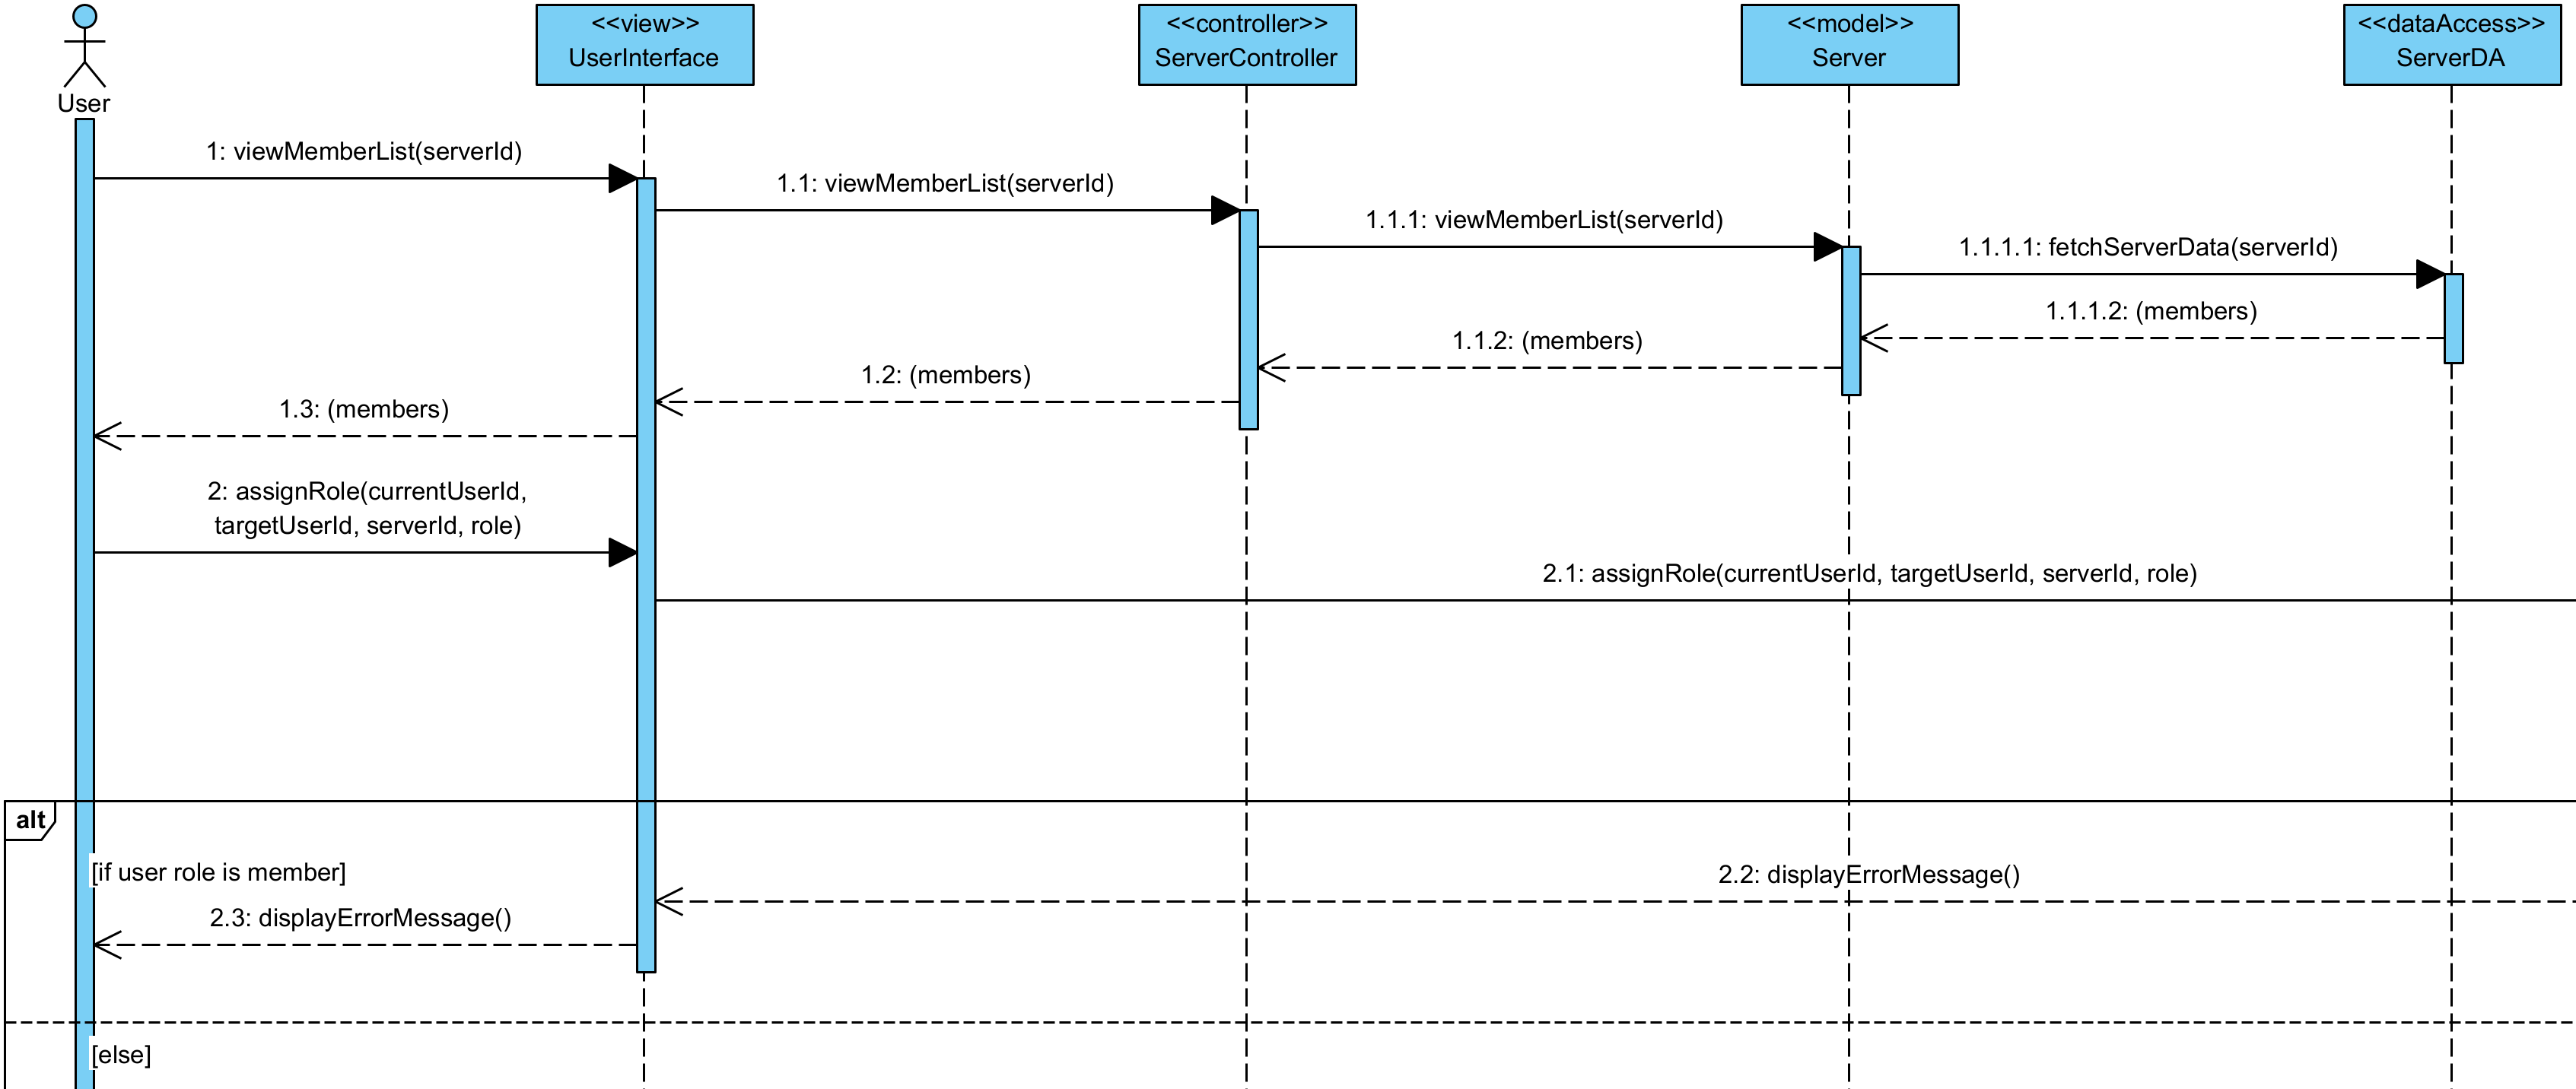 User
<<view>>
UserInterface
<<controller>>
ServerController
<<model>>
Server
<<dataAccess>>
ServerDA
1: viewMemberList(serverId)
1.1: viewMemberList(serverId)
1.1.1: viewMemberList(serverId)
1.1.1.1: fetchServerData(serverId)
1.1.1.2: (members)
1.1.2: (members)
1.2: (members)
1.3: (members)
2: assignRole(currentUserId,
targetUserId, serverId, role)
2.1: assignRole(currentUserId, targetUserId, serverId, role)
alt
[if user role is member]
2.2: displayErrorMessage()
2.3: displayErrorMessage()
[else]